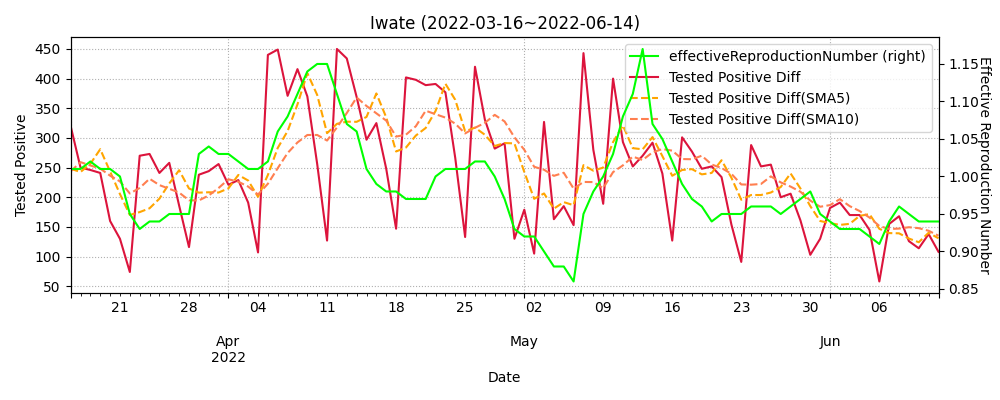 Iwate (2022-03-16~2022-06-14)
effectiveReproductionNumber (right)
Tested Positive Diff
Tested Positive Diff(SMA5)
Tested Positive Diff(SMA10)
Tested Positive
450
400
350
300
250
200
150
100
50
Effective Reproduction Number
1.15
1.10
1.05
1.00
0.95
0.90
0.85
21 28 04 11 18 25 02 09 16 23 30 06
Apr May Jun
2022
Date